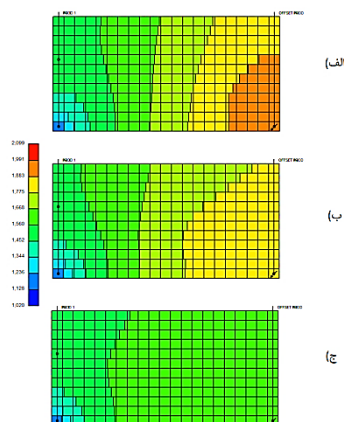 PROD 1
OFFSET PROD
الف)
PROD 1
OFFSET PROD
ب)
2,099
1,991
1,883
1,775
1,668
1,560
1,452
1,344
1,236
1,128
1,020
PROD 1
OFFSET PROD
ج)